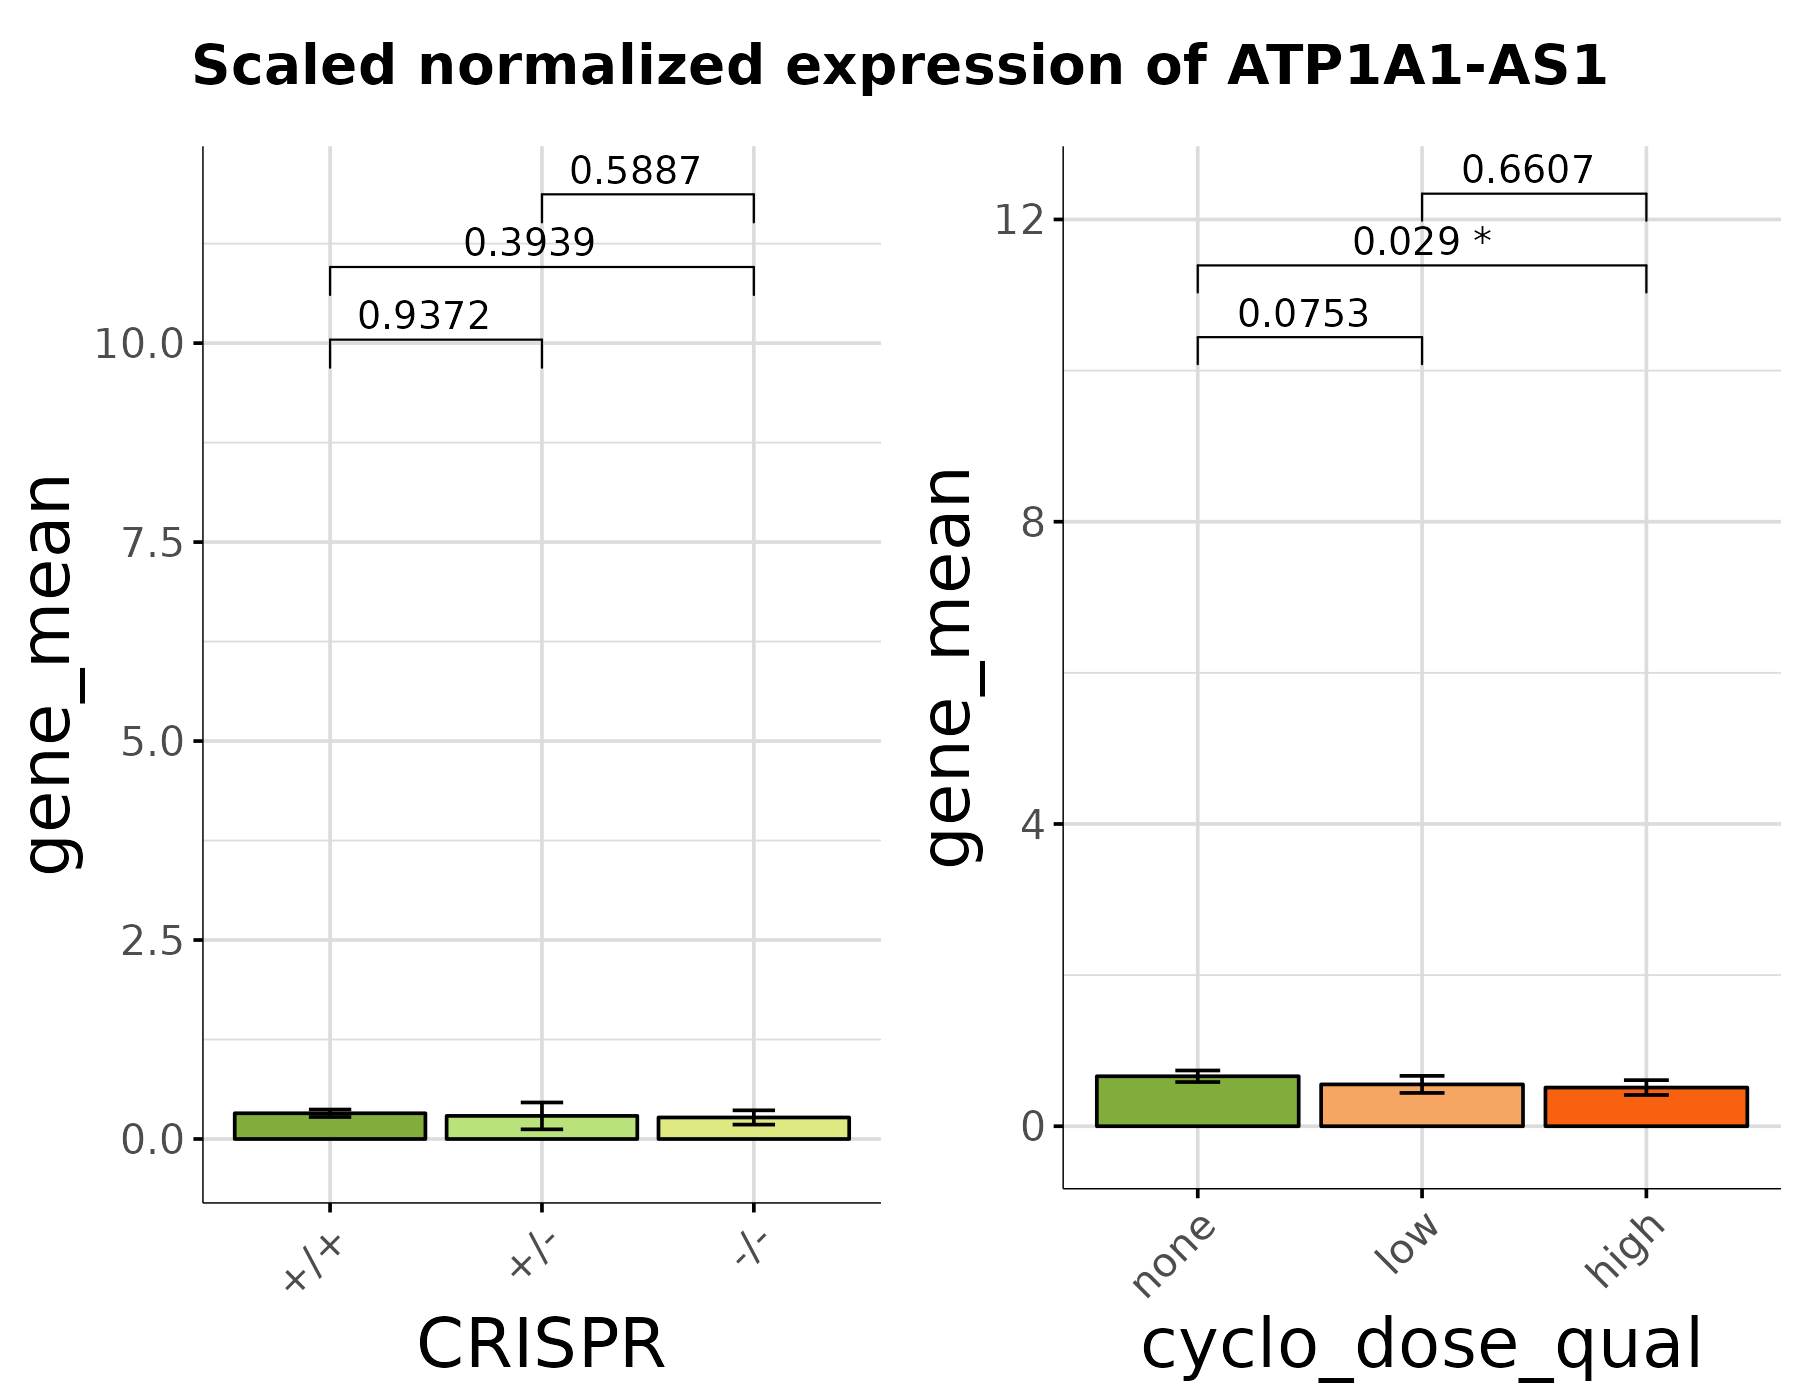 Scaled normalized expression of ATP1A1-AS1
gene_mean
10.0
7.5
5.0
2.5
0.0
0.5887
0.3939
0.9372
+/+
+/-
-/-
CRISPR
gene_mean
12
8
4
0
0.6607
0.029 *
0.0753
none
low
high
cyclo_dose_qual